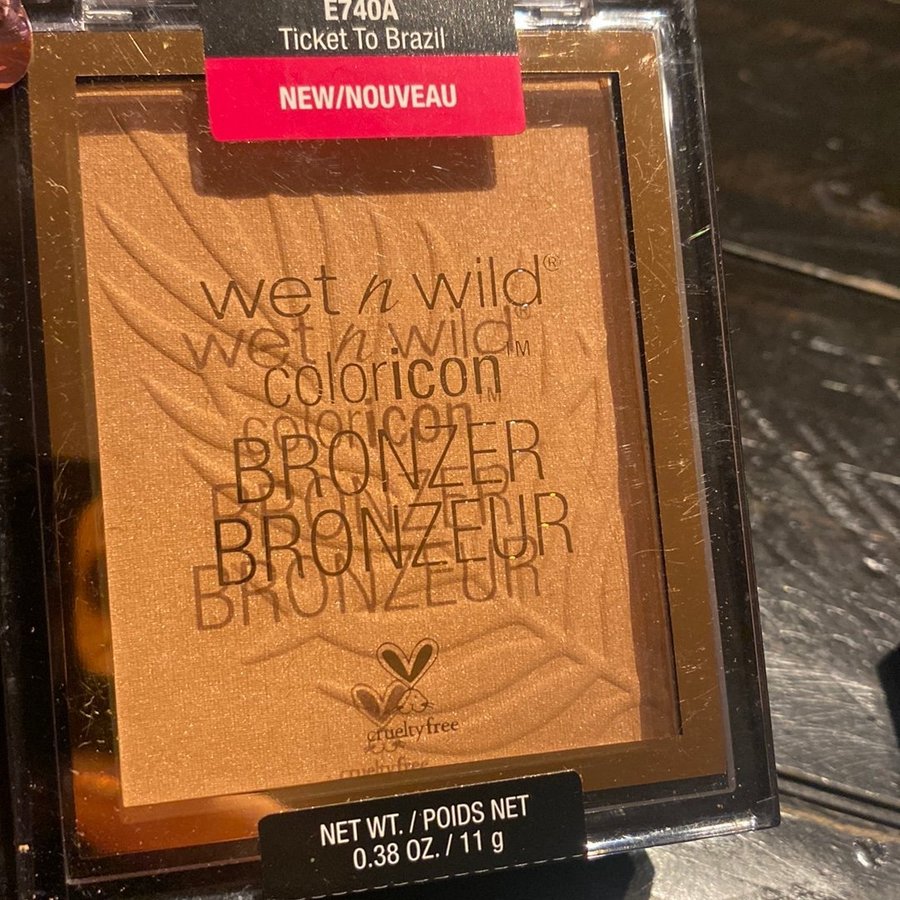 E740A
Ticket To Brazil
NEW/NOUVEAU
wet n wild®
coloricon™
BRONZER
BRONZEUR
crueltyfree
NET WT. / POIDS NET
0.38 OZ. / 11 g